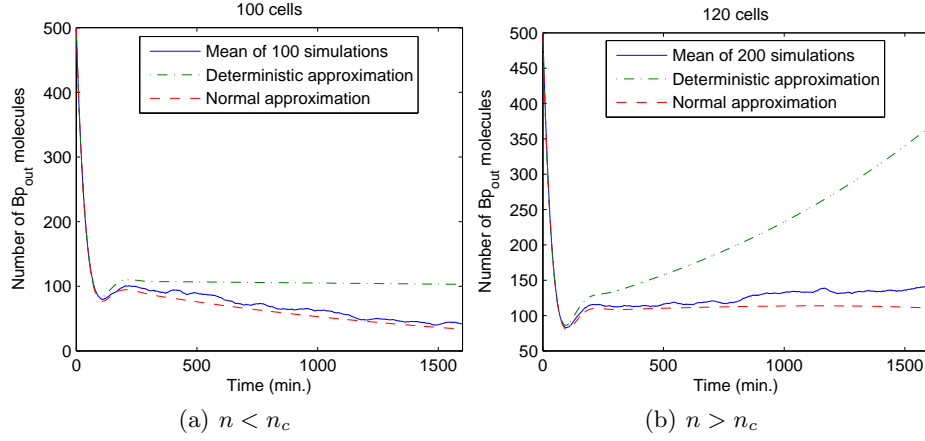 100 cells
500
400
300
200
100
0
0
500
1000
1500
Number of Bp_out molecules
Time (min.)
Mean of 100 simulations
Deterministic approximation
Normal approximation
(a) n < n_c
120 cells
500
450
400
350
300
250
200
150
100
50
0
500
1000
1500
Number of Bp_out molecules
Time (min.)
Mean of 200 simulations
Deterministic approximation
Normal approximation
(b) n > n_c